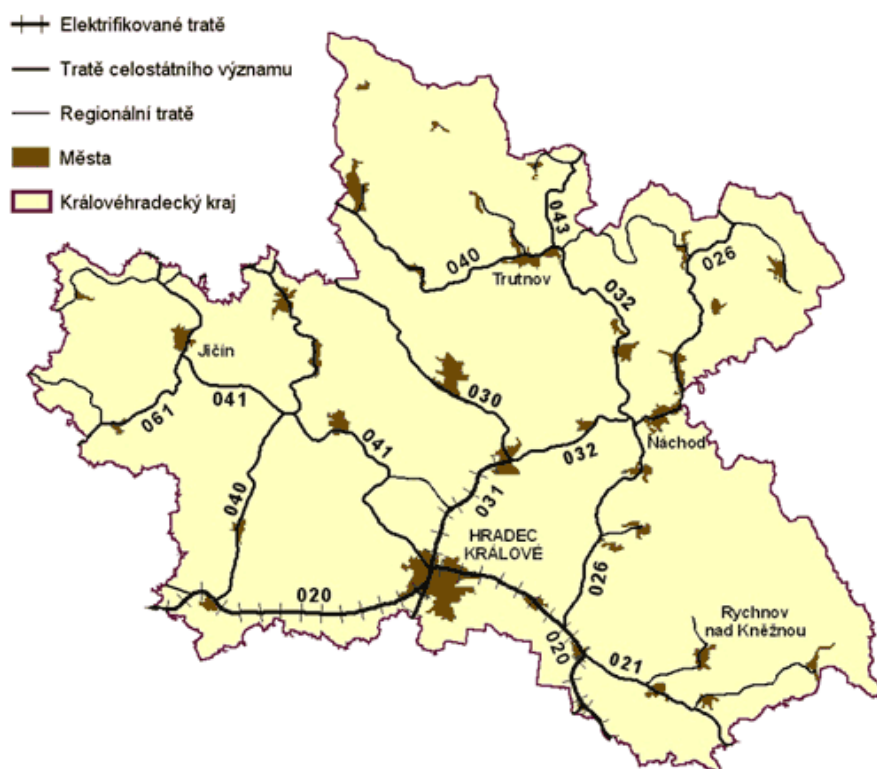 Elektrifikované tratě
Tratě celostátního významu
Regionální tratě
Města
Královéhradecký kraj
043
040
Trutnov
026
032
Jičín
041
030
061
041
032
Náchod
040
031
HRADEC
KRÁLOVÉ
020
026
Rychnov
nad Kněžnou
020
021